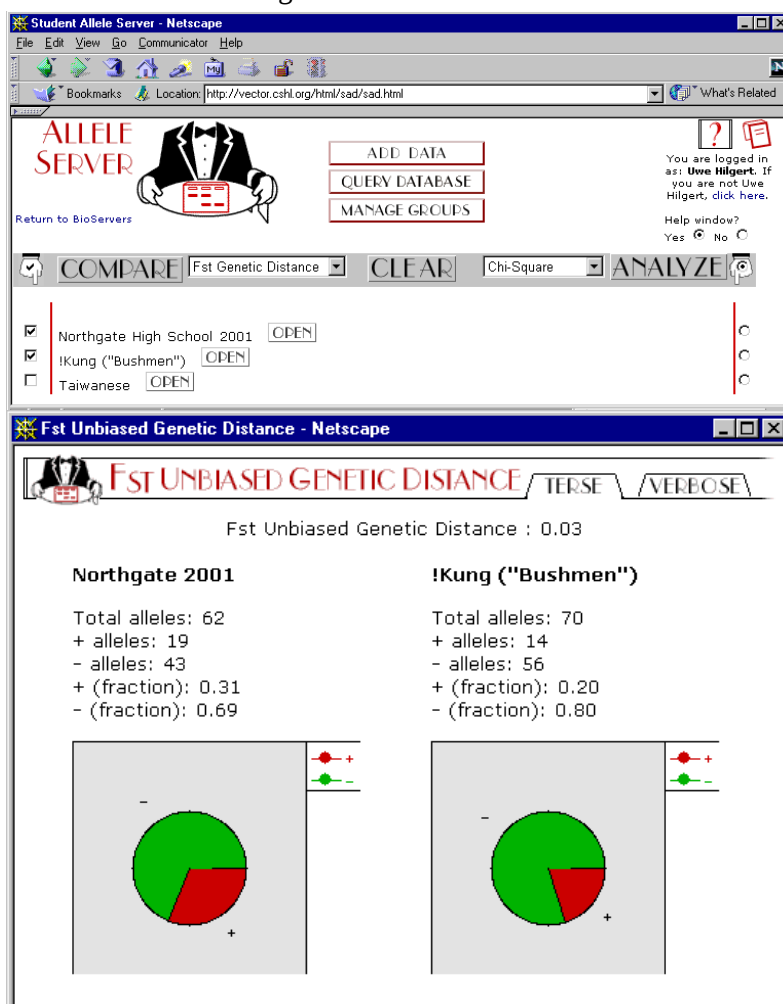 Student Allele Server - Netscape
File Edit View Go Communicator Help
My
N
Bookmarks Location: http://vector.cshl.org/html/sad/sad.html What's Related
ALLELE
SERVER
ADD DATA
QUERY DATABASE
MANAGE GROUPS
Return to BioServers
?
You are logged in
as: Uwe Hilgert. If
you are not Uwe
Hilgert, click here.
Help window?
Yes No
COMPARE Fst Genetic Distance CLEAR Chi-Square ANALYZE
Northgate High School 2001 OPEN
!Kung ("Bushmen") OPEN
Taiwanese OPEN
Fst Unbiased Genetic Distance - Netscape
FST UNBIASED GENETIC DISTANCE TERSE VERBOSE
Fst Unbiased Genetic Distance : 0.03
Northgate 2001
Total alleles: 62
+ alleles: 19
- alleles: 43
+ (fraction): 0.31
- (fraction): 0.69
+
-
-
+
!Kung ("Bushmen")
Total alleles: 70
+ alleles: 14
- alleles: 56
+ (fraction): 0.20
- (fraction): 0.80
+
-
-
+